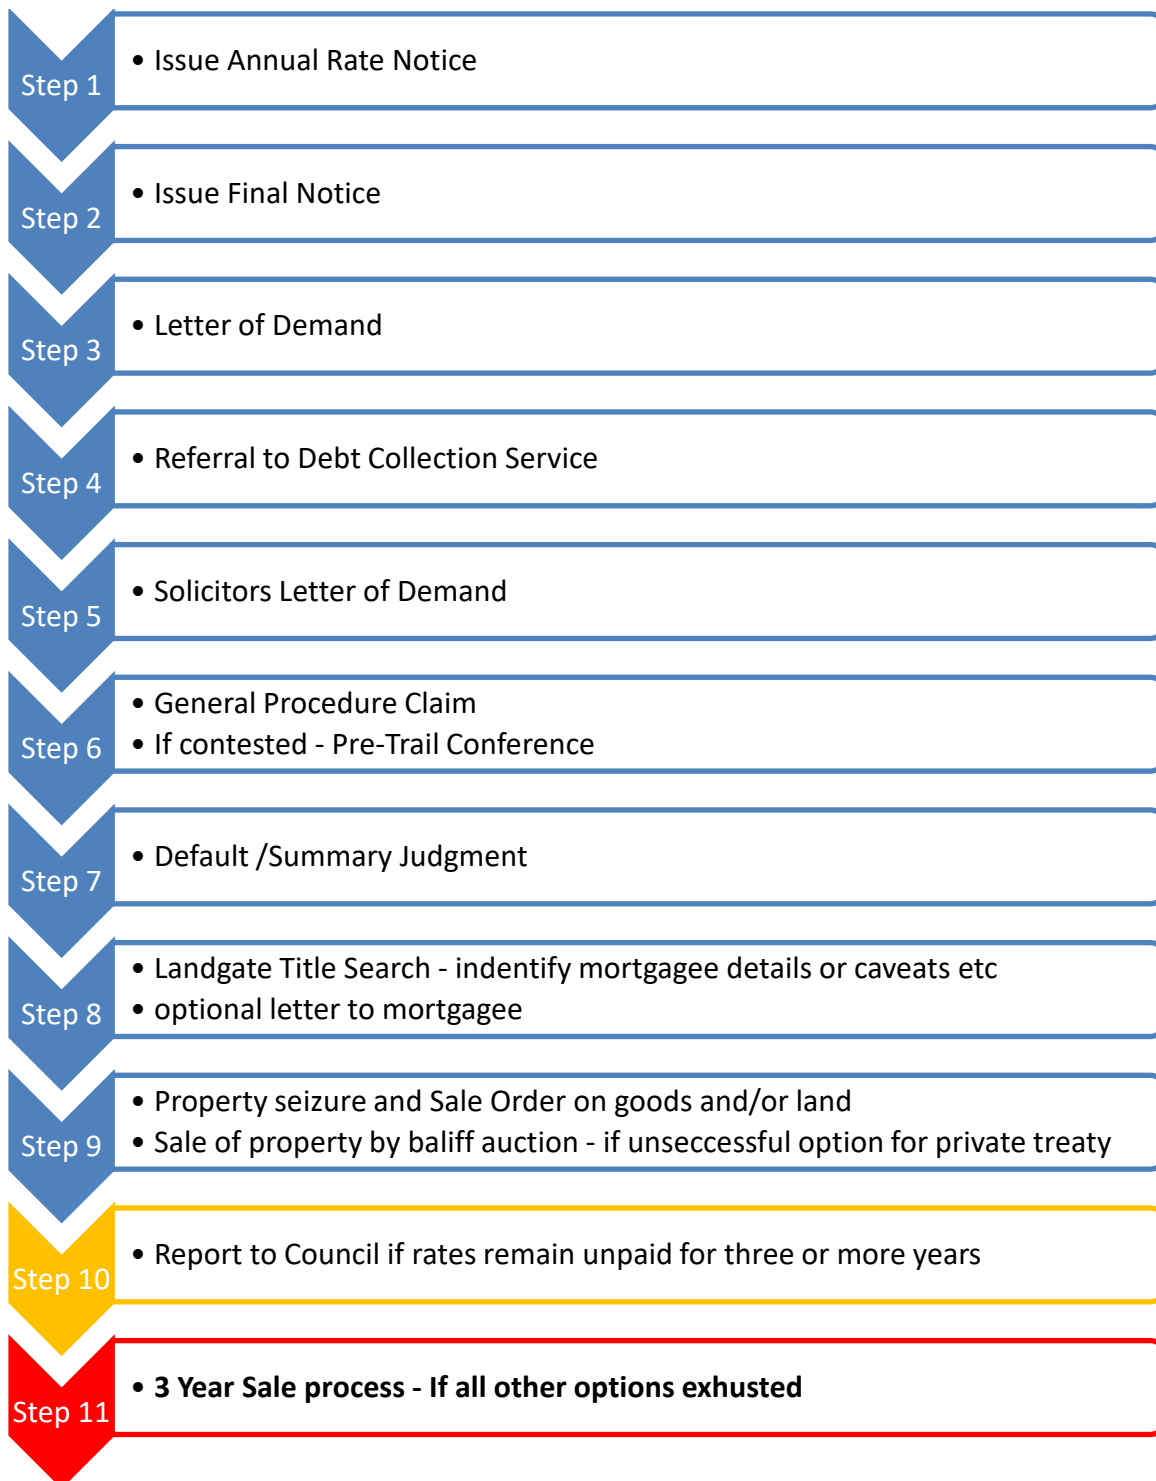 Step 1
• Issue Annual Rate Notice
Step 2
• Issue Final Notice
Step 3
• Letter of Demand
Step 4
• Referral to Debt Collection Service
Step 5
• Solicitors Letter of Demand
Step 6
• General Procedure Claim
• If contested - Pre-Trail Conference
Step 7
• Default /Summary Judgment
Step 8
• Landgate Title Search - indentify mortgagee details or caveats etc
• optional letter to mortgagee
Step 9
• Property seizure and Sale Order on goods and/or land
• Sale of property by baliff auction - if unseccessful option for private treaty
Step 10
• Report to Council if rates remain unpaid for three or more years
Step 11
• 3 Year Sale process - If all other options exhusted